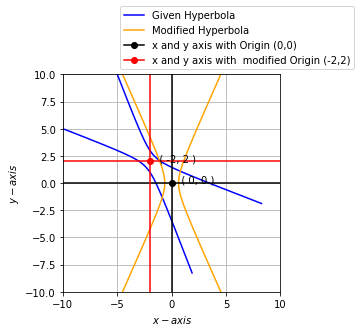 Given Hyperbola
Modified Hyperbola
x and y axis with Origin (0,0)
x and y axis with modified Origin (-2,2)
10.0
7.5
5.0
2.5
0.0
−2.5
−5.0
−7.5
−10.0
y − axis
( -2, 2 )
( 0, 0 )
−10
−5
0
5
10
x − axis